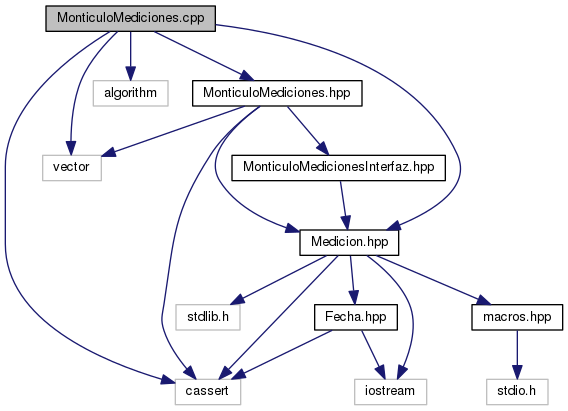 MonticuloMediciones.cpp
algorithm
MonticuloMediciones.hpp
vector
MonticuloMedicionesInterfaz.hpp
Medicion.hpp
stdlib.h
Fecha.hpp
macros.hpp
cassert
iostream
stdio.h